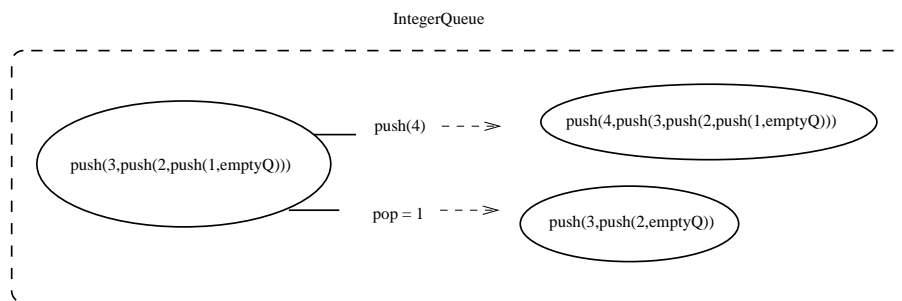 IntegerQueue
push(4)
push(4,push(3,push(2,push(1,emptyQ)))
push(3,push(2,push(1,emptyQ)))
pop = 1
push(3,push(2,emptyQ))